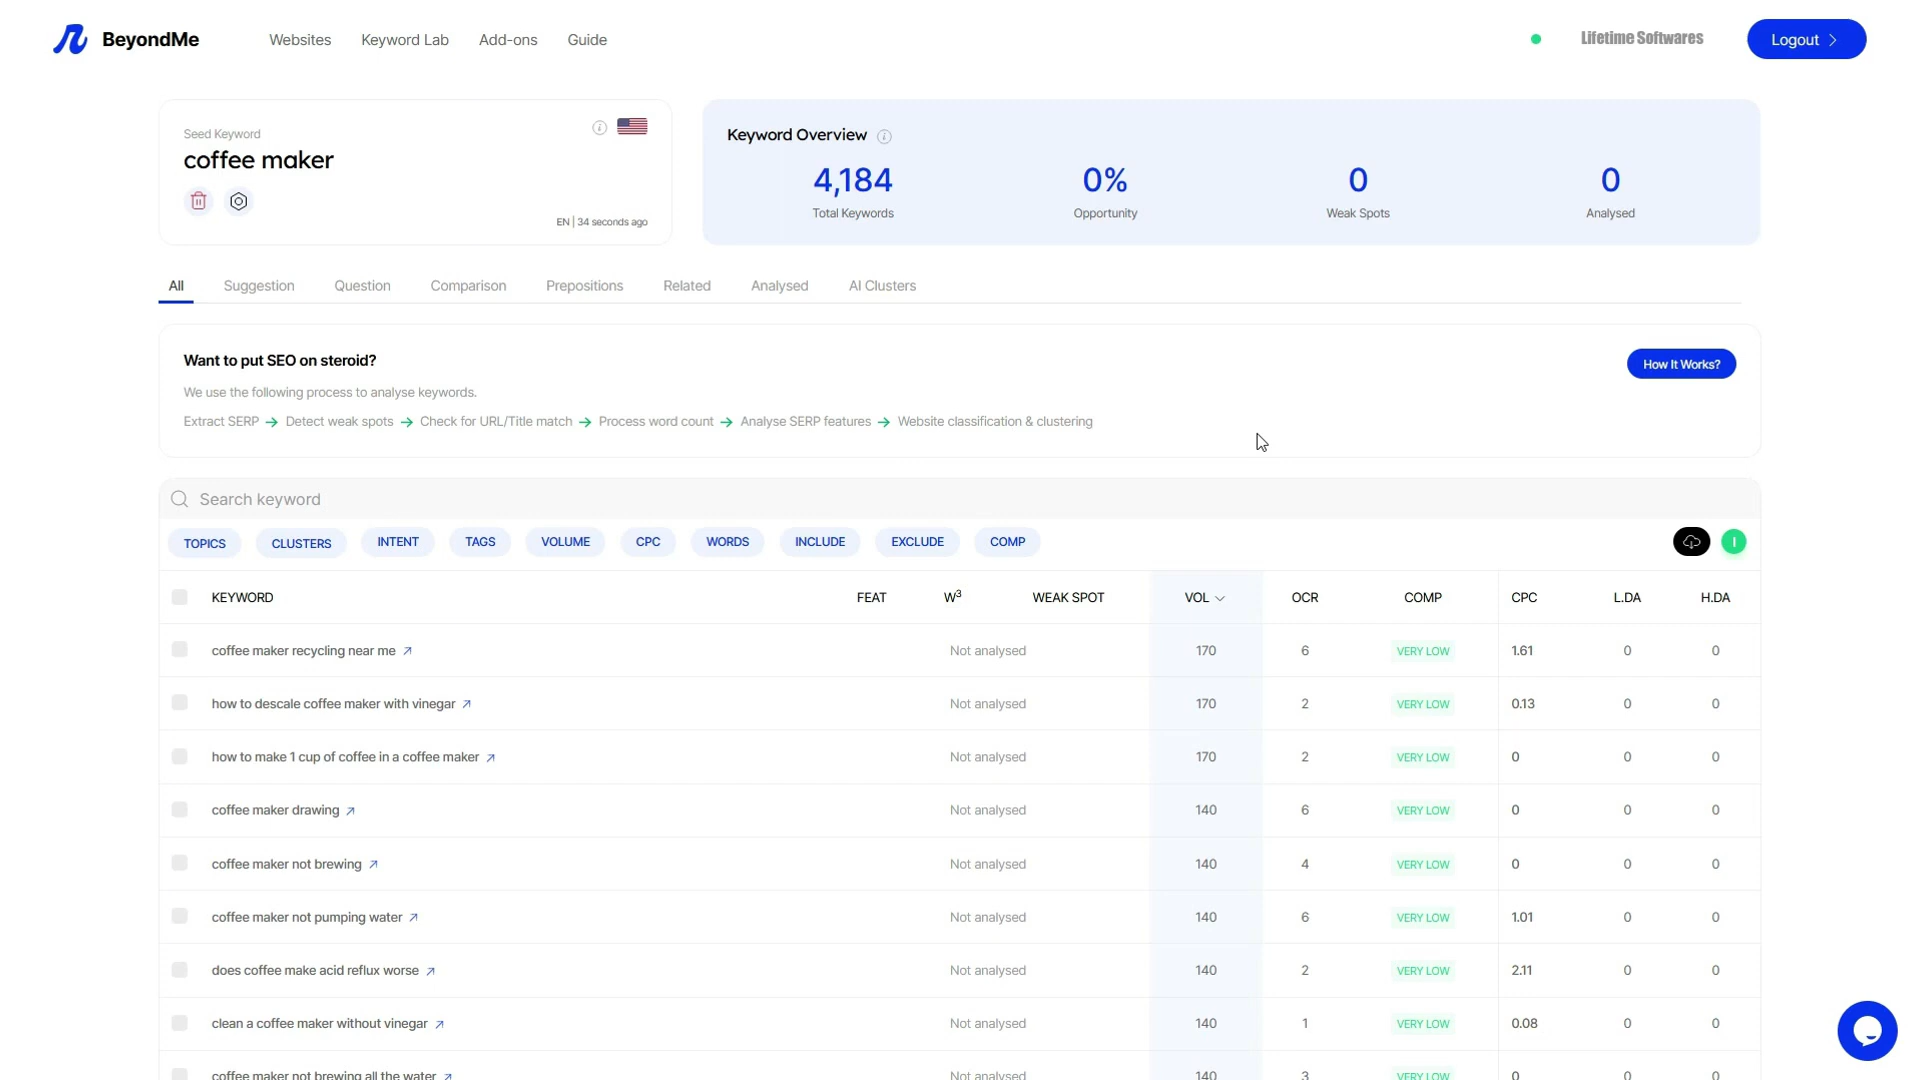 BeyondMe
Websites Keyword Lab Add-ons Guide
Lifetime Softwares
Logout
Seed Keyword
coffee maker
EN | 34 seconds ago
Keyword Overview
4,184 0% 0 0
Total Keywords Opportunity Weak Spots Analysed
All Suggestion Question Comparison Prepositions Related Analysed AI Clusters
Want to put SEO on steroid?
How It Works?
We use the following process to analyse keywords.
Extract SERP → Detect weak spots → Check for URL/Title match → Process word count → Analyse SERP features → Website classification & clustering
Search keyword
TOPICS CLUSTERS INTENT TAGS VOLUME CPC WORDS INCLUDE EXCLUDE COMP
KEYWORD FEAT W³ WEAK SPOT VOL OCR COMP CPC L.DA H.DA
coffee maker recycling near me Not analysed 170 6 VERY LOW 1.61 0 0
how to descale coffee maker with vinegar Not analysed 170 2 VERY LOW 0.13 0 0
how to make 1 cup of coffee in a coffee maker Not analysed 170 2 VERY LOW 0 0 0
coffee maker drawing Not analysed 140 6 VERY LOW 0 0 0
coffee maker not brewing Not analysed 140 4 VERY LOW 0 0 0
coffee maker not pumping water Not analysed 140 6 VERY LOW 1.01 0 0
does coffee make acid reflux worse Not analysed 140 2 VERY LOW 2.11 0 0
clean a coffee maker without vinegar Not analysed 140 1 VERY LOW 0.08 0 0
coffee maker not brewing all the water Not analysed 140 3 VERY LOW 0 0 0